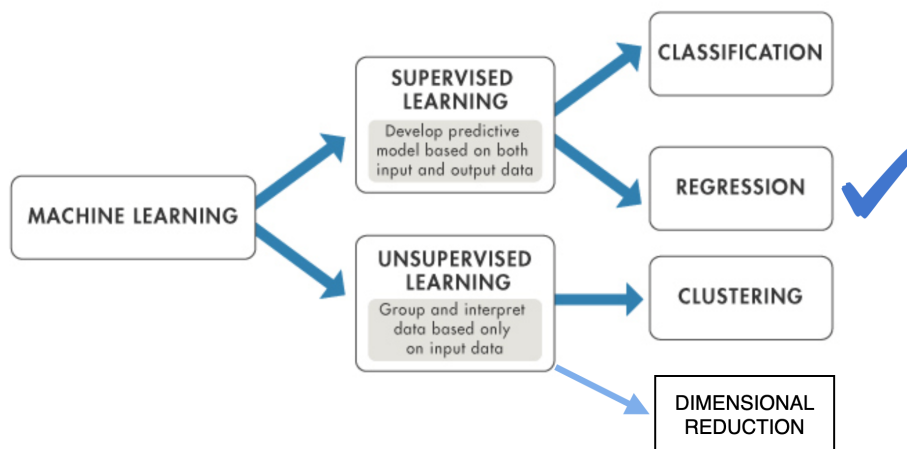 MACHINE LEARNING
SUPERVISED
LEARNING
Develop predictive
model based on both
input and output data
CLASSIFICATION
REGRESSION
UNSUPERVISED
LEARNING
Group and interpret
data based only
on input data
CLUSTERING
DIMENSIONAL
REDUCTION